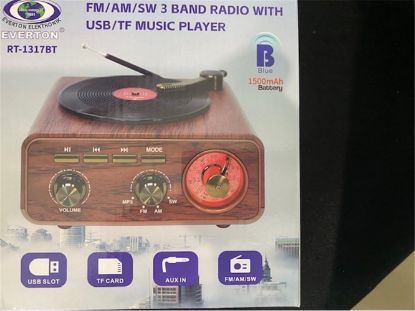 EVERTON ELEKTRONIK
EVERTON
RT-1317BT
FM/AM/SW 3 BAND RADIO WITH
USB/TF MUSIC PLAYER
B
Blue
1500mAh
Battery
MODE
VOLUME
MP3
FM
AM
SW
USB SLOT
TF CARD
AUX IN
FM/AM/SW